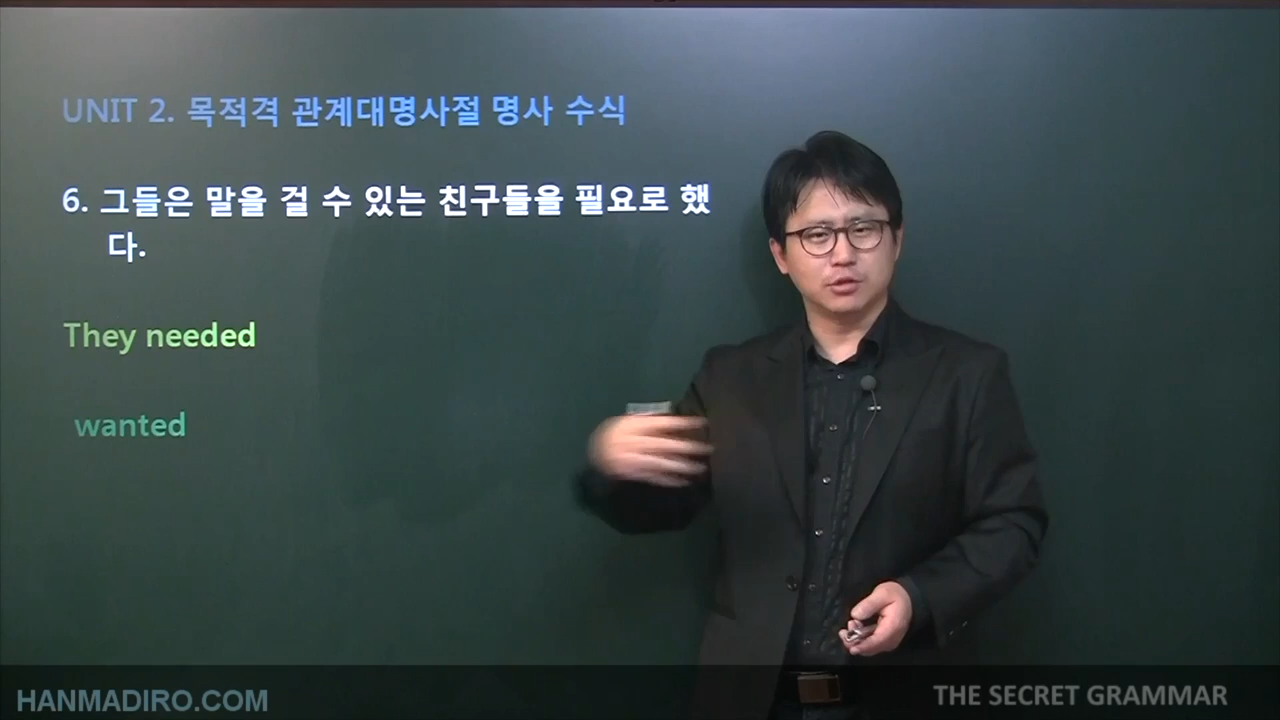 UNIT 2. 목적격 관계대명사절 명사 수식
6. 그들은 말을 걸 수 있는 친구들을 필요로 했
다.
They needed
wanted
HANMADIRO.COM
THE SECRET GRAMMAR